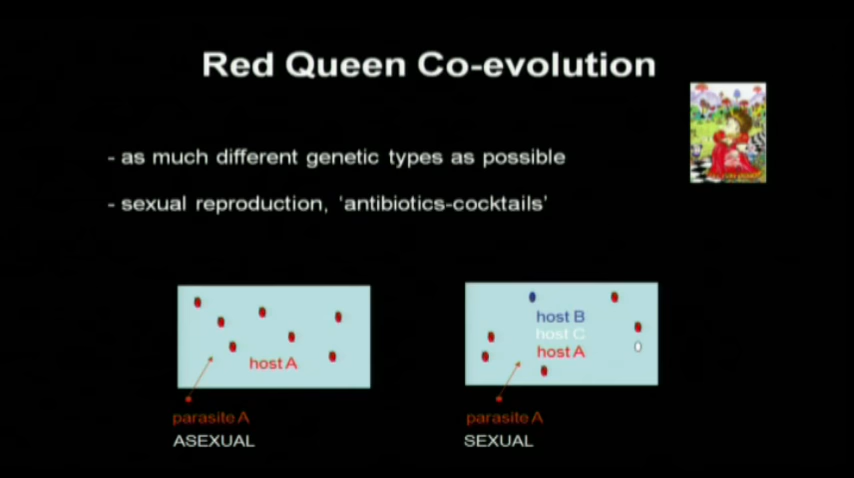 Red Queen Co-evolution
- as much different genetic types as possible
- sexual reproduction, ‘antibiotics-cocktails’
host A
parasite A
ASEXUAL
host B
host C
host A
parasite A
SEXUAL